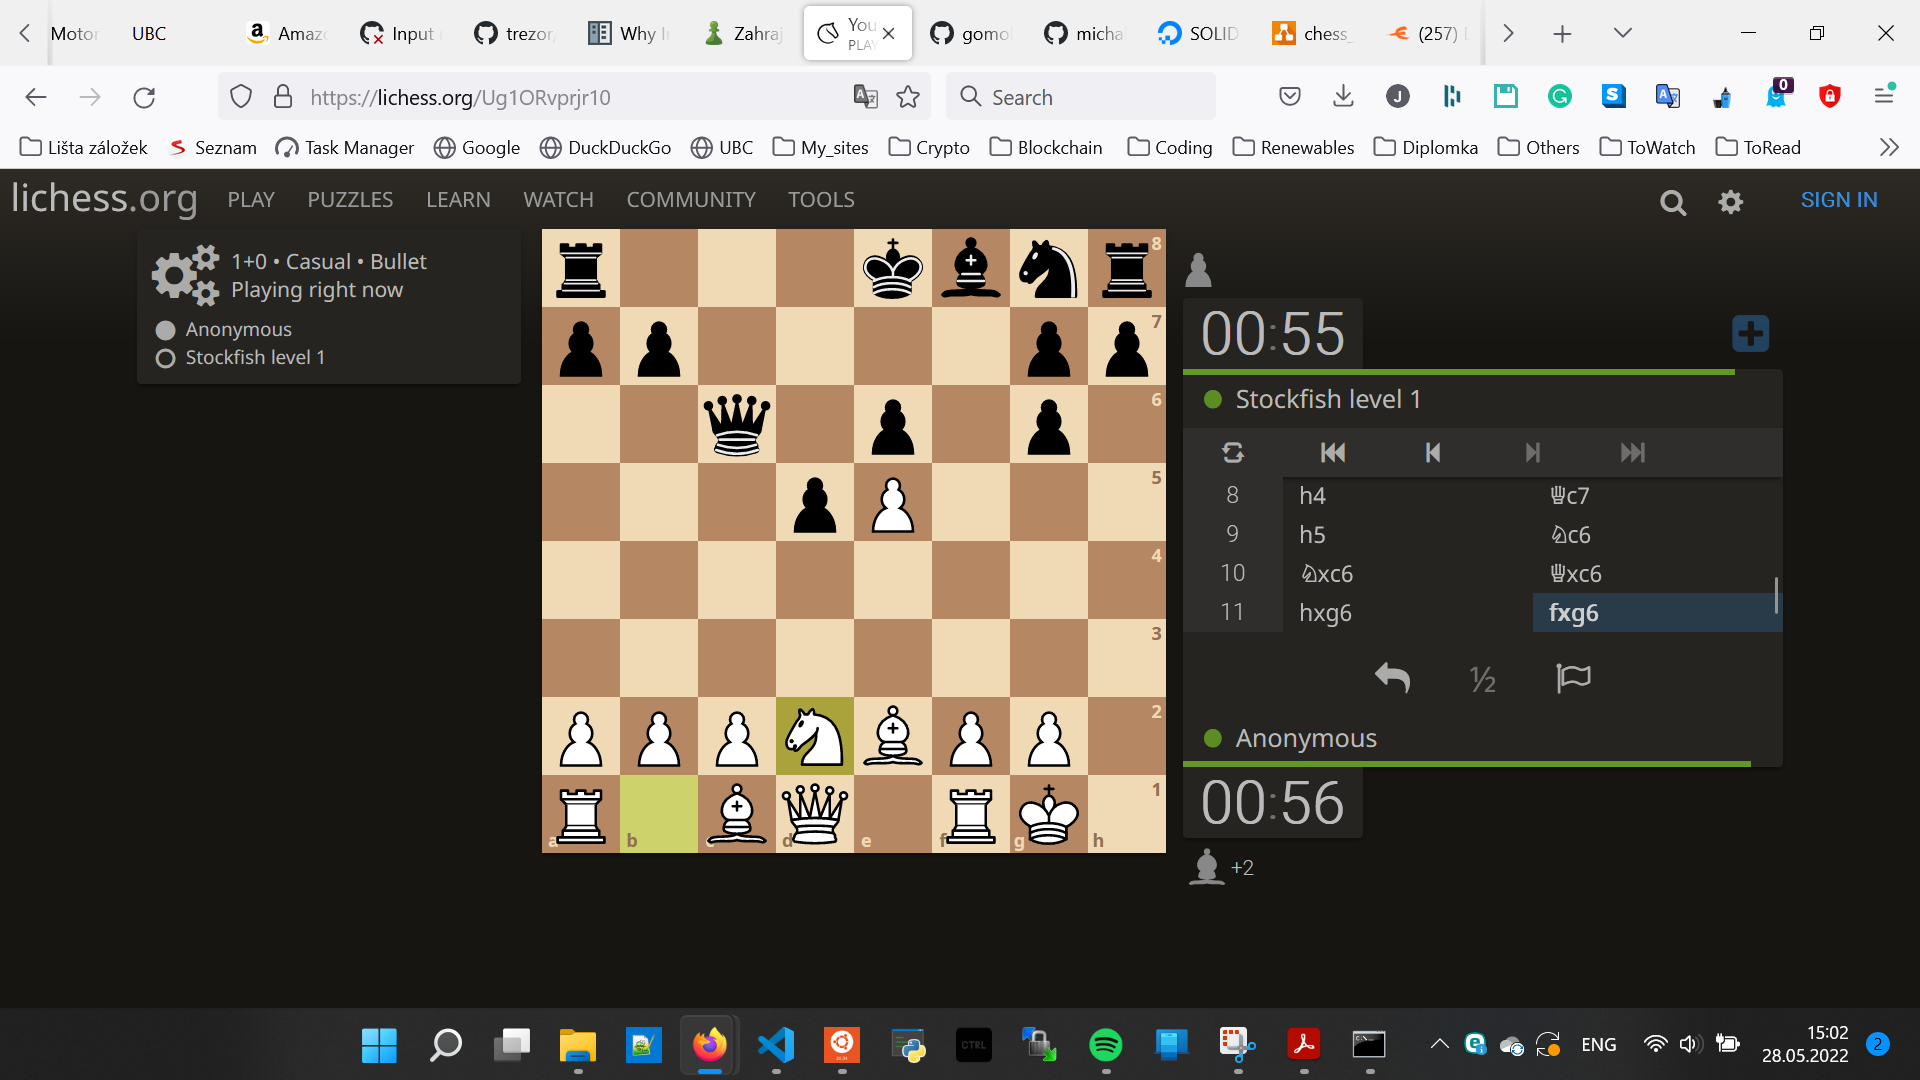 Motor
UBC
Amaz
Input
trezor
Why I
Zahraj
You
PLAY
gomo
micha
SOLID
chess_
(257)
https://lichess.org/Ug1ORvprjr10
Search
0
Lišta záložek
Seznam
Task Manager
Google
DuckDuckGo
UBC
My_sites
Crypto
Blockchain
Coding
Renewables
Diplomka
Others
ToWatch
ToRead
lichess.org
PLAY
PUZZLES
LEARN
WATCH
COMMUNITY
TOOLS
SIGN IN
1+0 • Casual • Bullet
Playing right now
Anonymous
Stockfish level 1
8
7
6
5
4
3
2
1
a
b
c
d
e
f
g
h
00:55
Stockfish level 1
8 h4 ♕c7
9 h5 ♘c6
10 ♘xc6 ♕xc6
11 hxg6 fxg6
½
Anonymous
00:56
+2
CTRL
ENG
15:02
28.05.2022
2